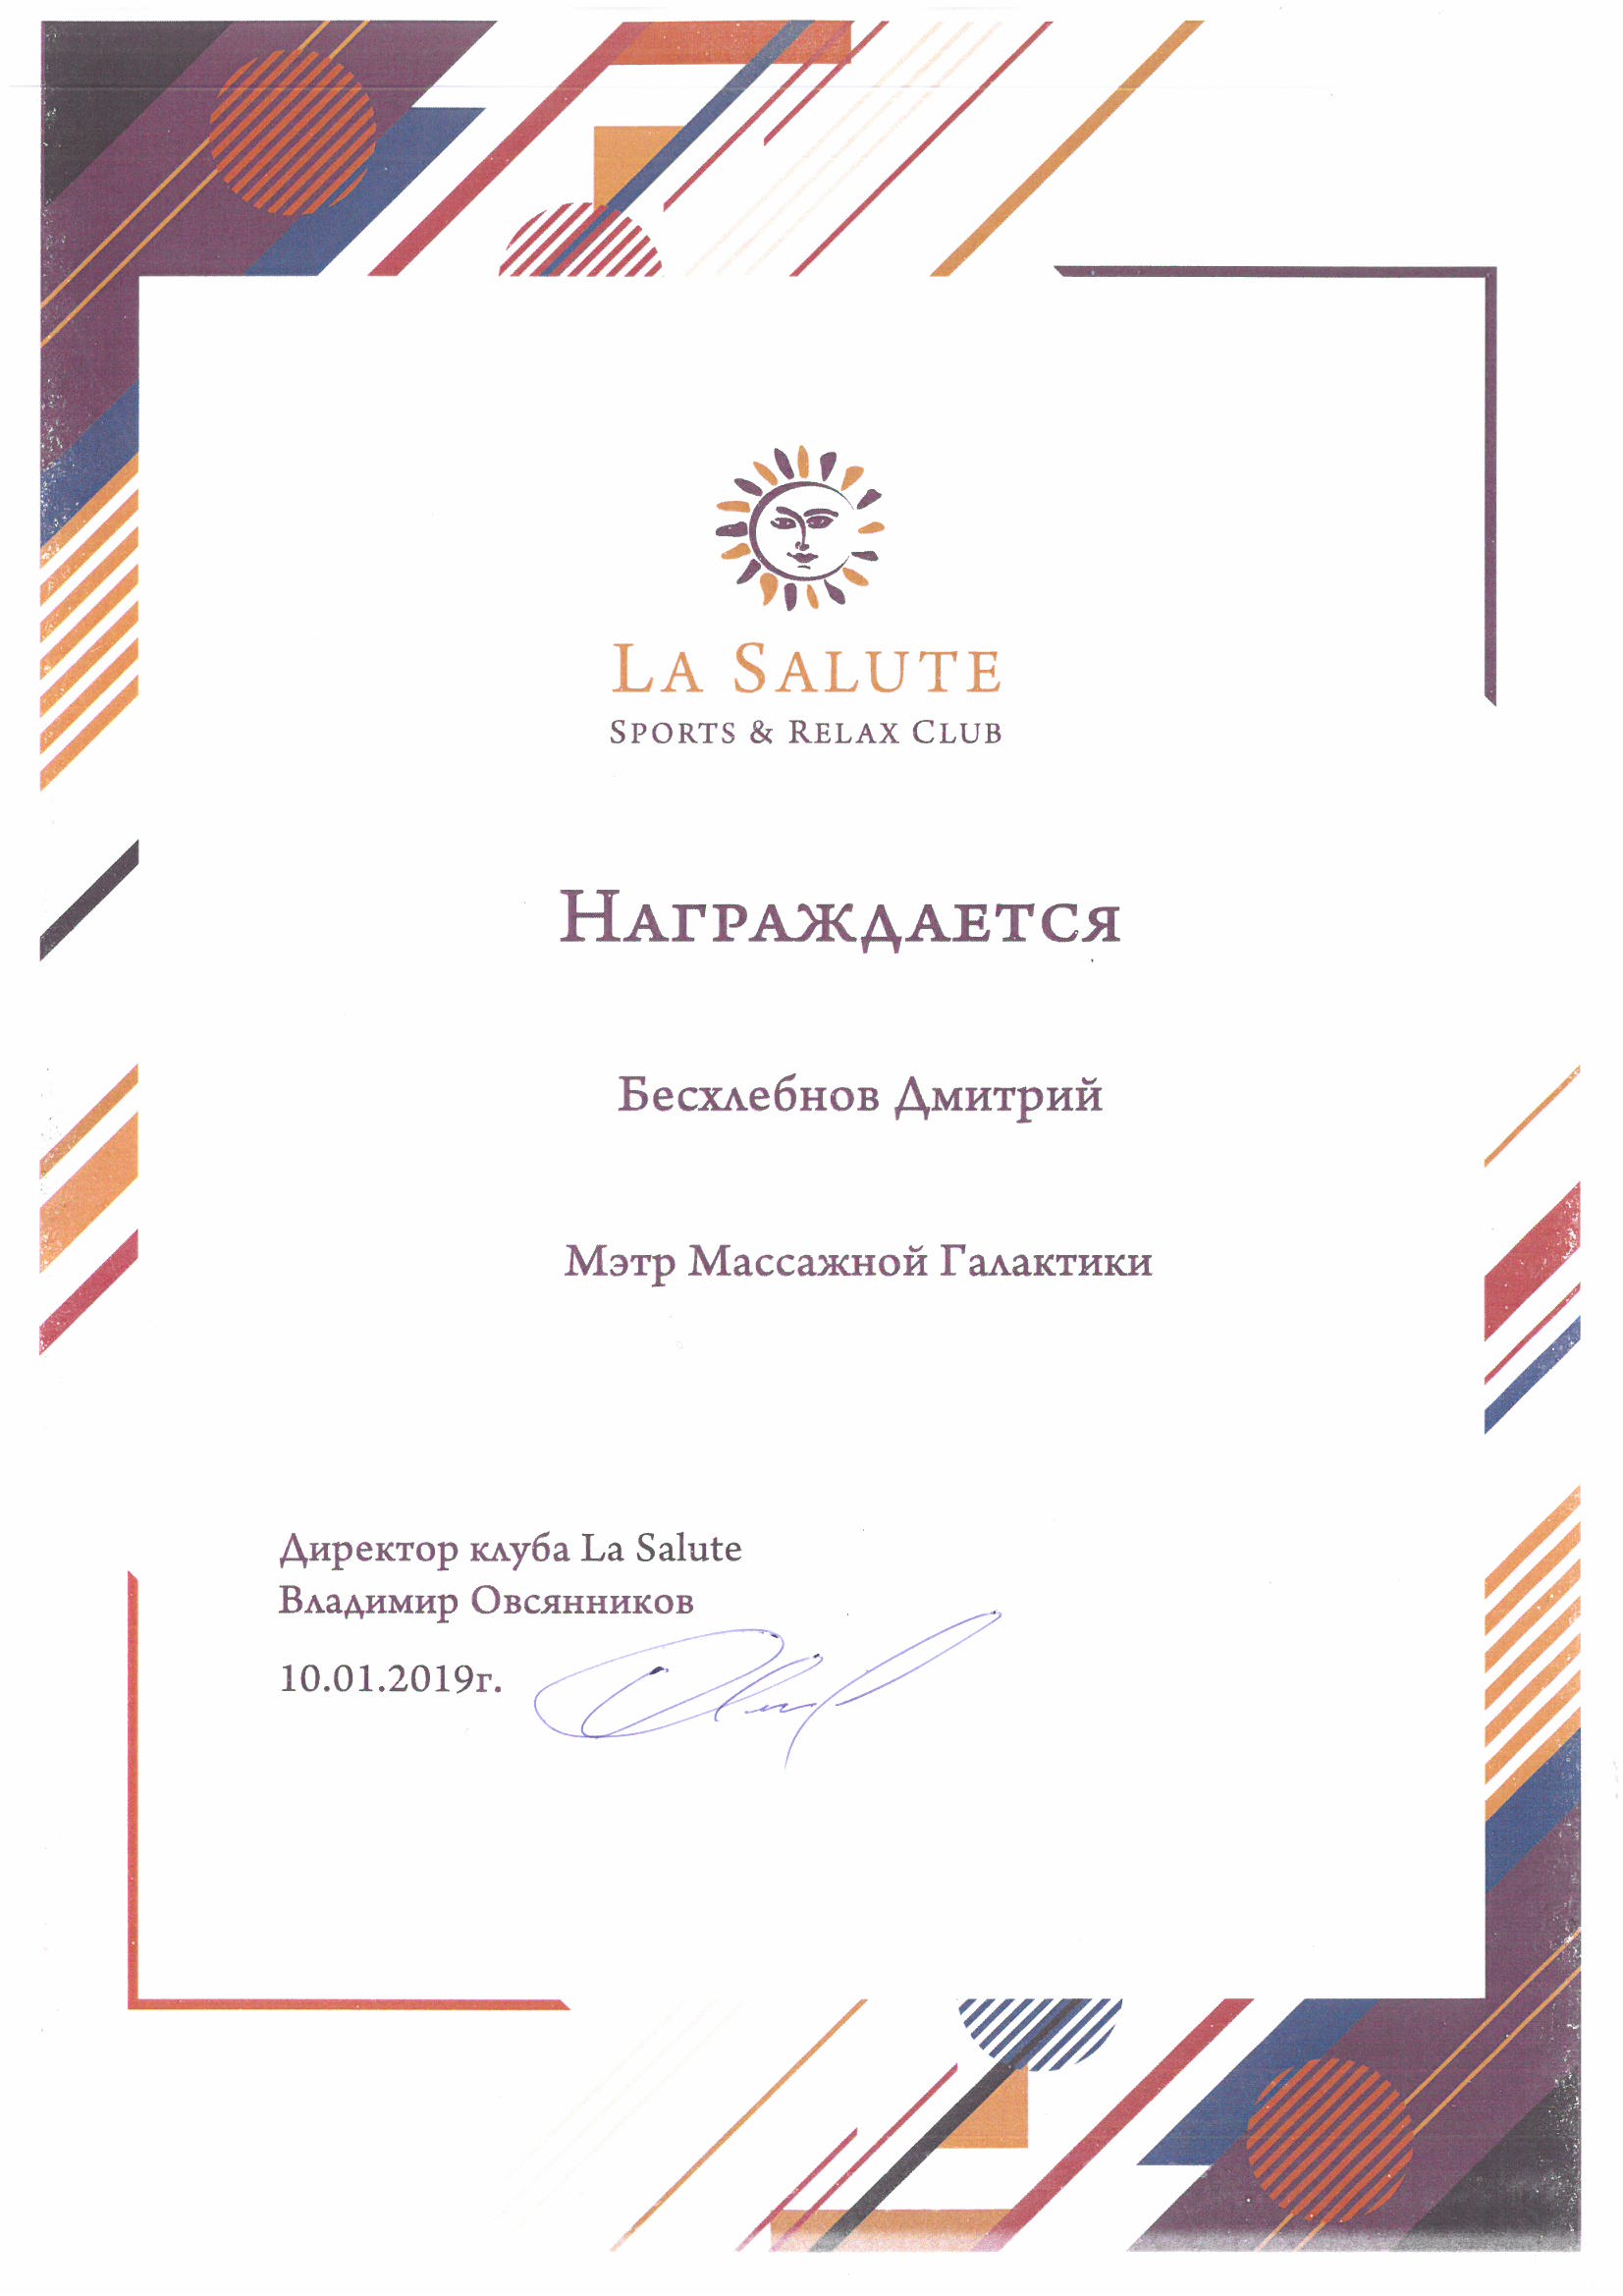 La Salute
Sports & Relax Club
Награждается
Бесхлебнов Дмитрий
Мэтр Массажной Галактики
Директор клуба La Salute
Владимир Овсянников
10.01.2019г.